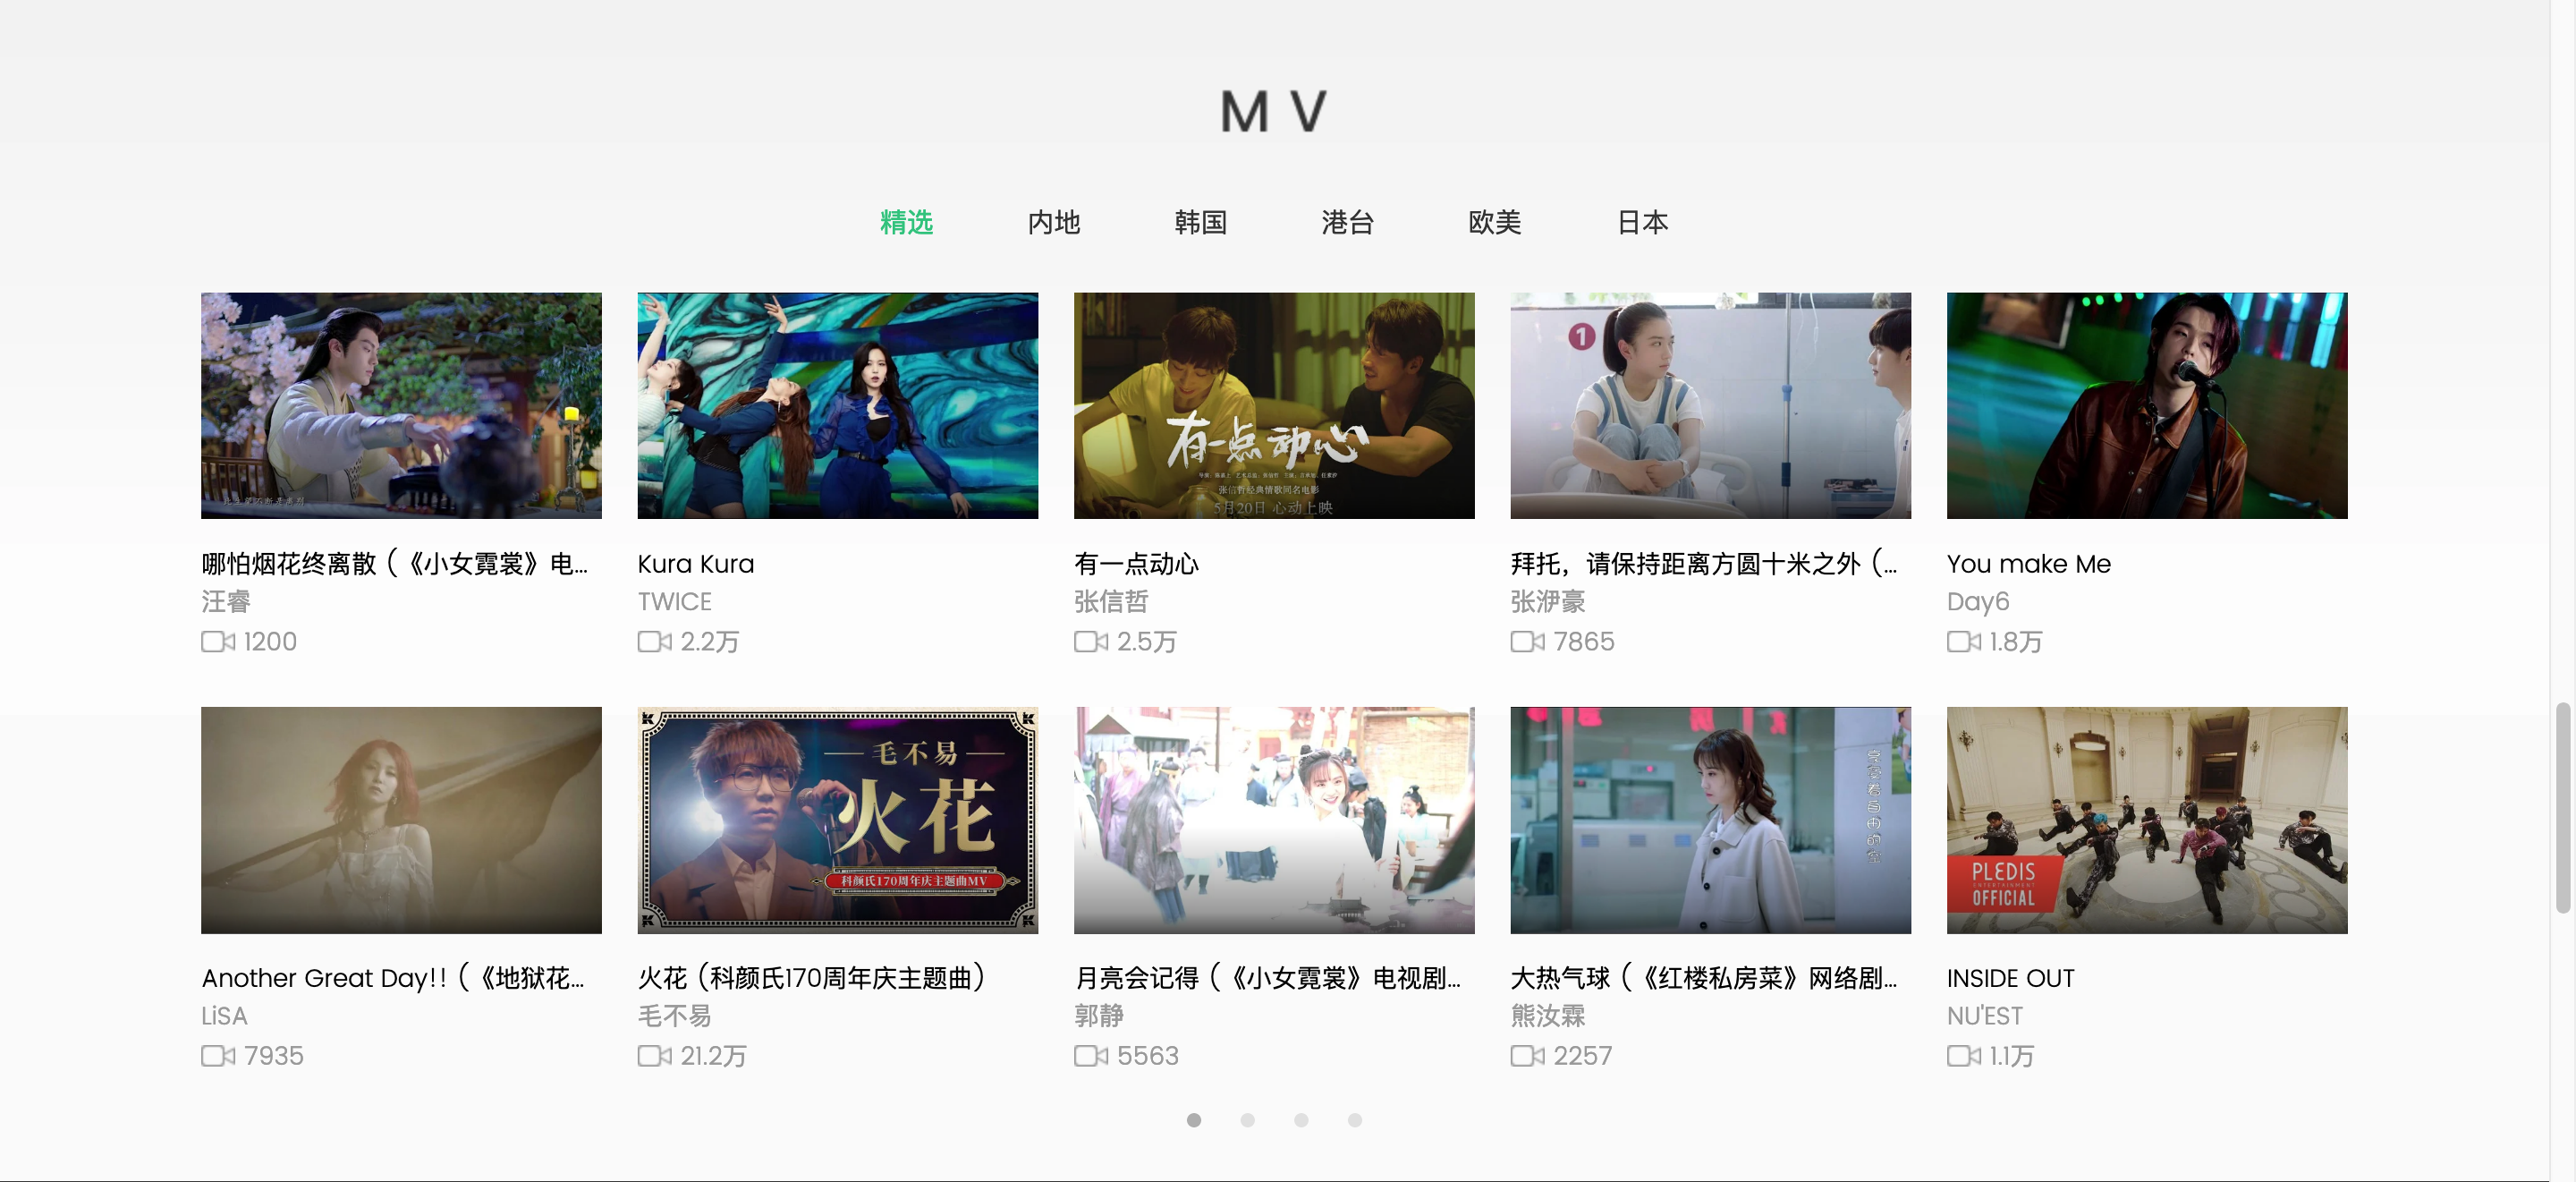 MV
精选 内地 韩国 港台 欧美 日本
有一点动心
张信哲经典情歌同名电影
5月20日 心动上映
1
哪怕烟花终离散（《小女霓裳》电...
汪睿
1200
Kura Kura
TWICE
2.2万
有一点动心
张信哲
2.5万
拜托，请保持距离方圆十米之外（...
张洢豪
7865
You make Me
Day6
1.8万
毛不易
火花
科颜氏170周年庆主题曲MV
PLEDIS
ENTERTAINMENT
OFFICIAL
Another Great Day!!（《地狱花...
LiSA
7935
火花（科颜氏170周年庆主题曲）
毛不易
21.2万
月亮会记得（《小女霓裳》电视剧...
郭静
5563
大热气球（《红楼私房菜》网络剧...
熊汝霖
2257
INSIDE OUT
NU'EST
1.1万